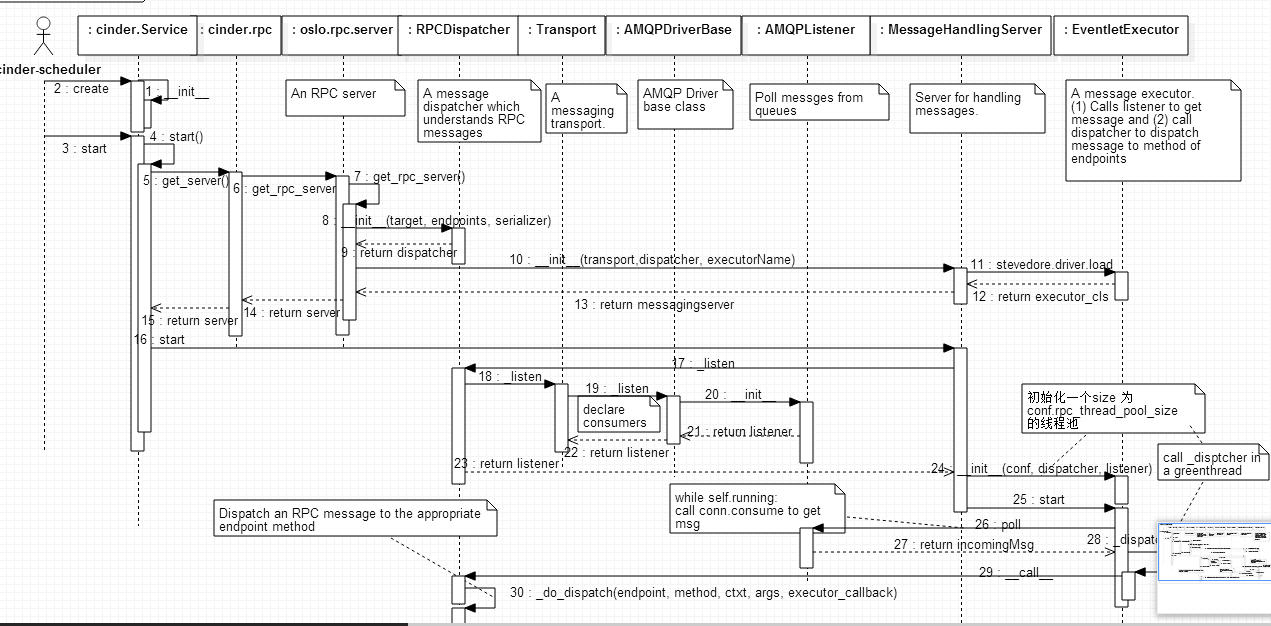 : cinder.Service
: cinder.rpc
: oslo.rpc.server
: RPCDispatcher
: Transport
: AMQPDriverBase
: AMQPListener
: MessageHandlingServer
: EventletExecutor
cinder-scheduler
2 : create
1 : __init__
An RPC server
A message
dispatcher which
understands RPC
messages
A
messaging
transport.
AMQP Driver
base class
Poll messges from
queues
Server for handling
messages.
A message executor.
(1) Calls listener to get
message and (2) call
dispatcher to dispatch
message to method of
endpoints
3 : start
4 : start()
5 : get_server()
6 : get_rpc_server
7 : get_rpc_server()
8 : __init__(target, endpoints, serializer)
9 : return dispatcher
10 : __init__(transport,dispatcher, executorName)
11 : stevedore.driver.load
12 : return executor_cls
13 : return messagingserver
14 : return server
15 : return server
16 : start
17 : _listen
18 : _listen
19 : _listen
20 : __init__
declare
consumers
21 : return listener
22 : return listener
23 : return listener
初始化一个size 为
conf.rpc_thread_pool_size
的线程池
24 : __init__(conf, dispatcher, listener)
call _disptcher in
a greenthread
25 : start
while self.running:
call conn.consume to get
msg
Dispatch an RPC message to the appropriate
endpoint method
26 : poll
27 : return incomingMsg
28 : _dispatc
29 : __call__
30 : _do_dispatch(endpoint, method, ctxt, args, executor_callback)